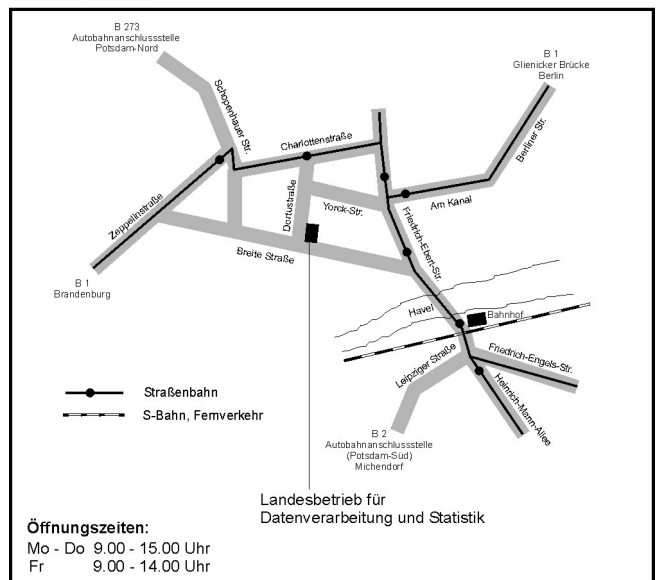 B 273
Autobahnanschlussstelle
Potsdam-Nord
B 1
Glienicker Brücke
Berlin
Schopenhauer Str.
Charlottenstraße
Berliner Str.
Zeppelinstraße
Dortustraße
Yorck-Str.
Am Kanal
Friedrich-Ebert-Str.
Breite Straße
B 1
Brandenburg
Havel
Bahnhof
Leipziger Straße
Friedrich-Engels-Str.
Heinrich-Mann-Allee
Straßenbahn
S-Bahn, Fernverkehr
B 2
Autobahnanschlussstelle
(Potsdam-Süd)
Michendorf
Landesbetrieb für
Datenverarbeitung und Statistik
Öffnungszeiten:
Mo - Do 9.00 - 15.00 Uhr
Fr 9.00 - 14.00 Uhr